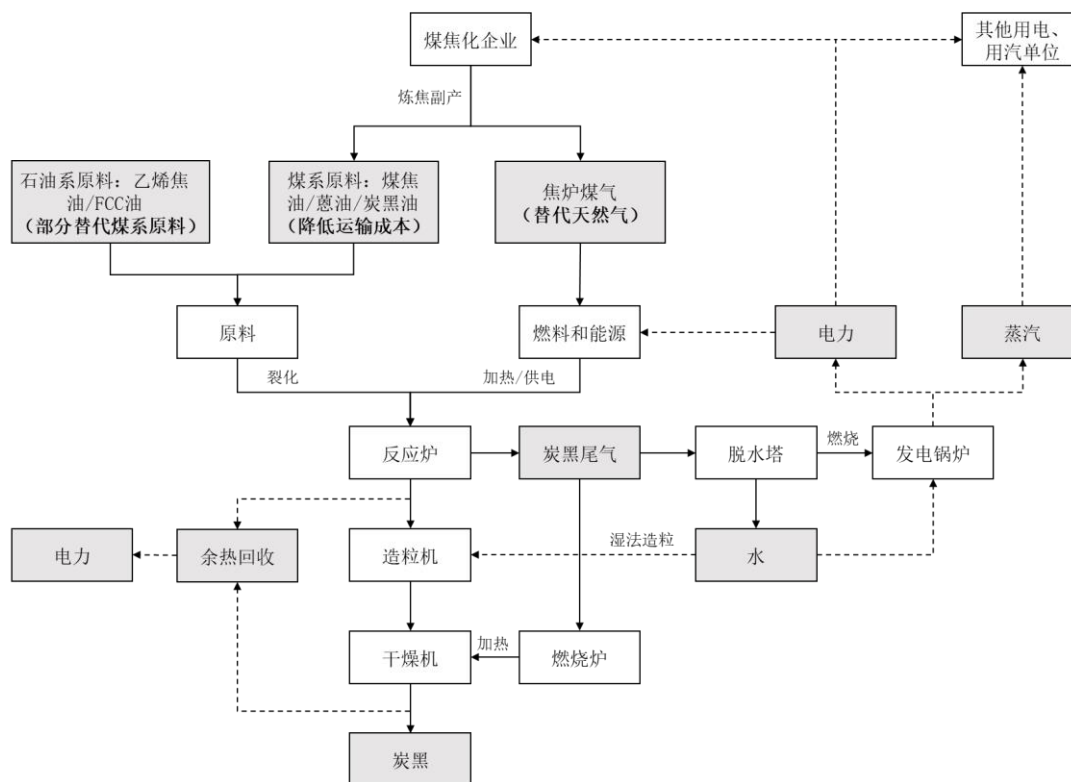 煤焦化企业
其他用电、
用汽单位
炼焦副产
石油系原料：乙烯焦
油/FCC油
（部分替代煤系原料）
煤系原料：煤焦
油/蒽油/炭黑油
（降低运输成本）
焦炉煤气
（替代天然气）
原料
燃料和能源
电力
蒸汽
裂化
加热/供电
反应炉
炭黑尾气
脱水塔
燃烧
发电锅炉
电力
余热回收
造粒机
湿法造粒
水
干燥机
加热
燃烧炉
炭黑